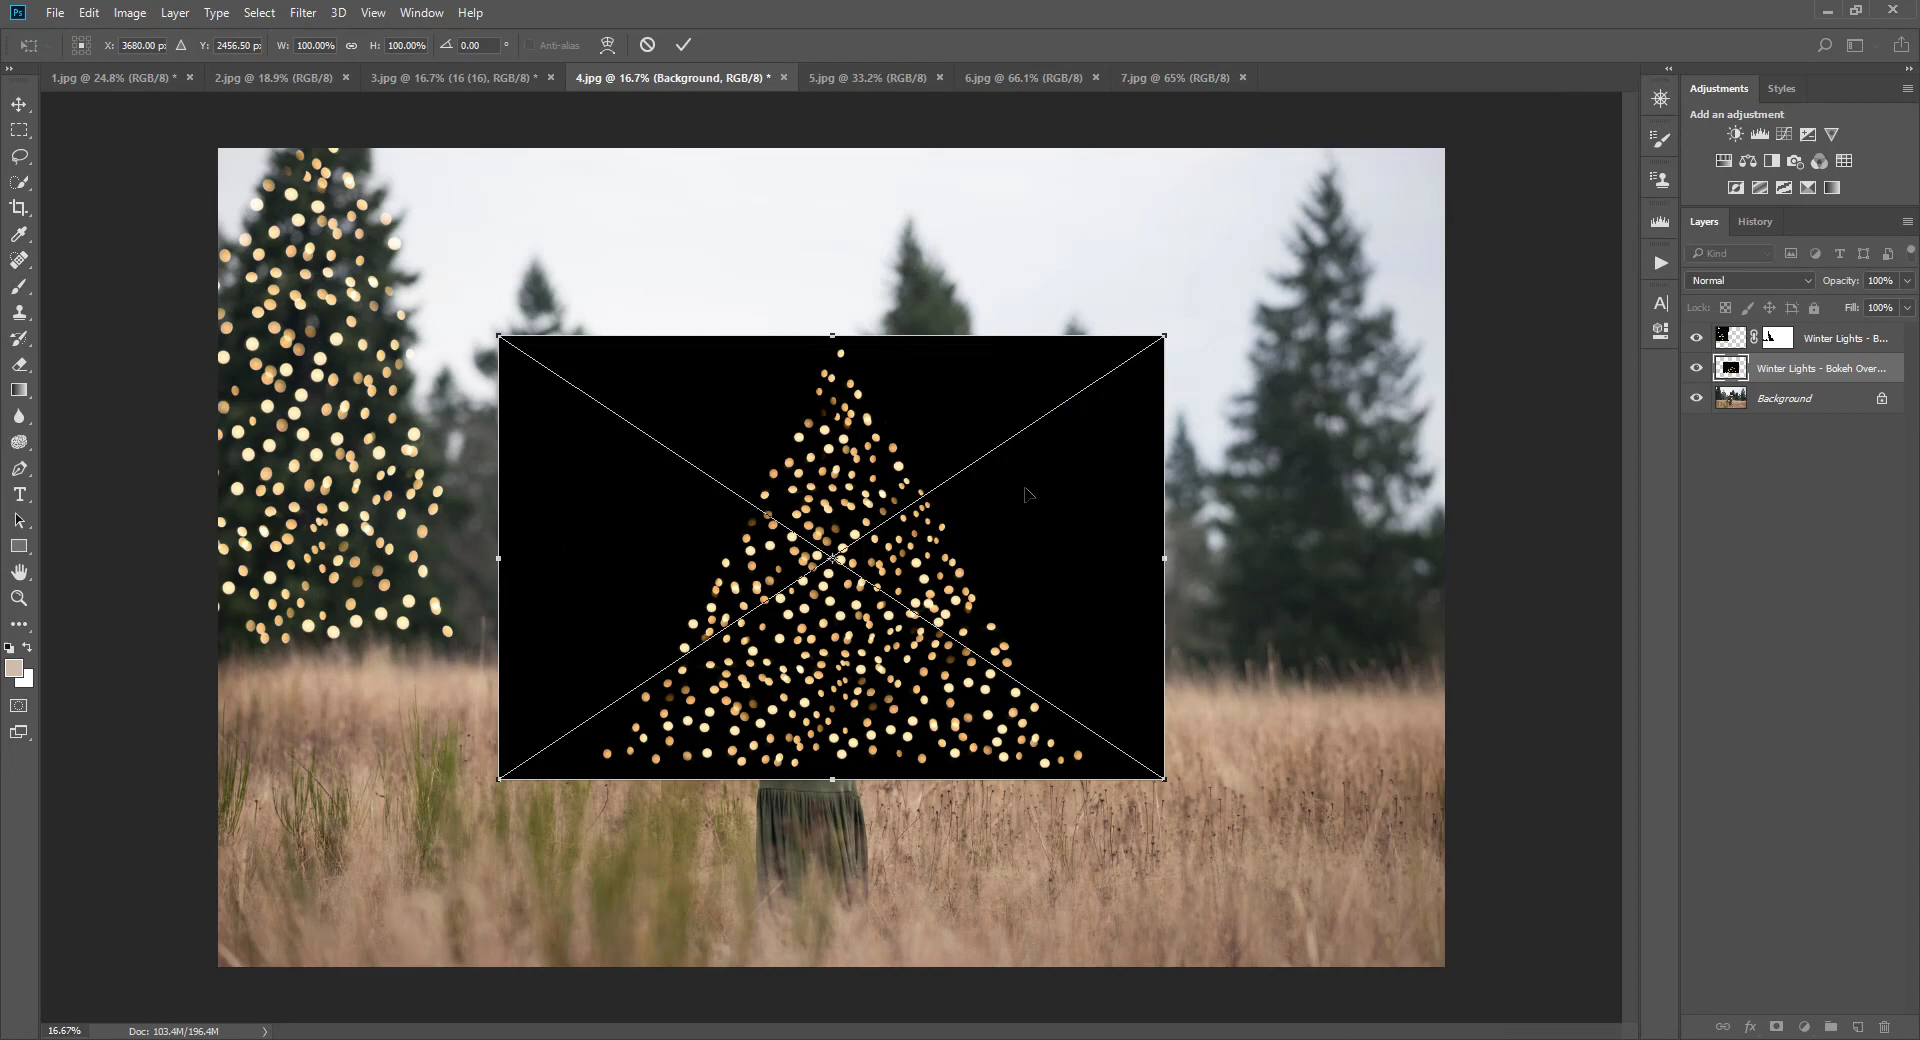 Ps File Edit Image Layer Type Select Filter 3D View Window Help
X: 3680.00 px Y: 2456.50 px W: 100.00% H: 100.00% 0.00 ° Anti-alias
1.jpg @ 24.8% (RGB/8) * × 2.jpg @ 18.9% (RGB/8) × 3.jpg @ 16.7% (16 (16), RGB/8) * × 4.jpg @ 16.7% (Background, RGB/8) * × 5.jpg @ 33.2% (RGB/8) × 6.jpg @ 66.1% (RGB/8) × 7.jpg @ 65% (RGB/8) ×
Adjustments Styles
Add an adjustment
Layers History
Kind
Normal Opacity: 100%
Lock: Fill: 100%
Winter Lights - B...
Winter Lights - Bokeh Over...
Background
16.67% Doc: 103.4M/196.4M